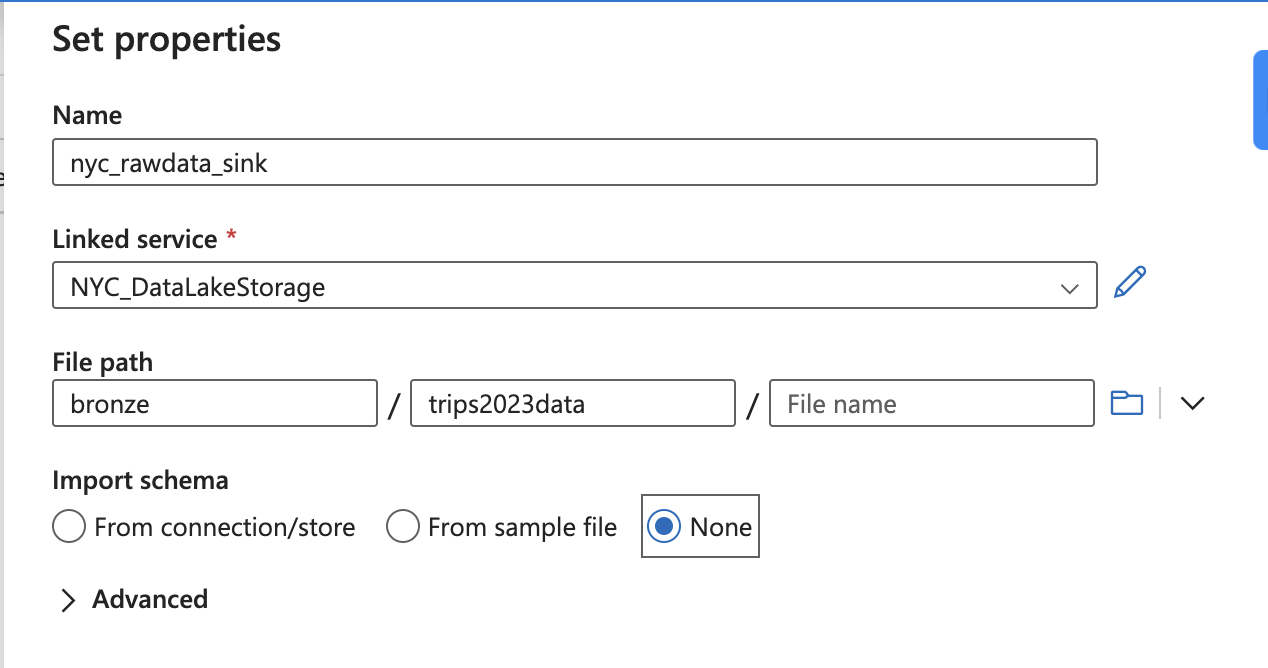 Set properties
Name
nyc_rawdata_sink
Linked service *
NYC_DataLakeStorage
File path
bronze / trips2023data / File name
Import schema
From connection/store From sample file None
Advanced